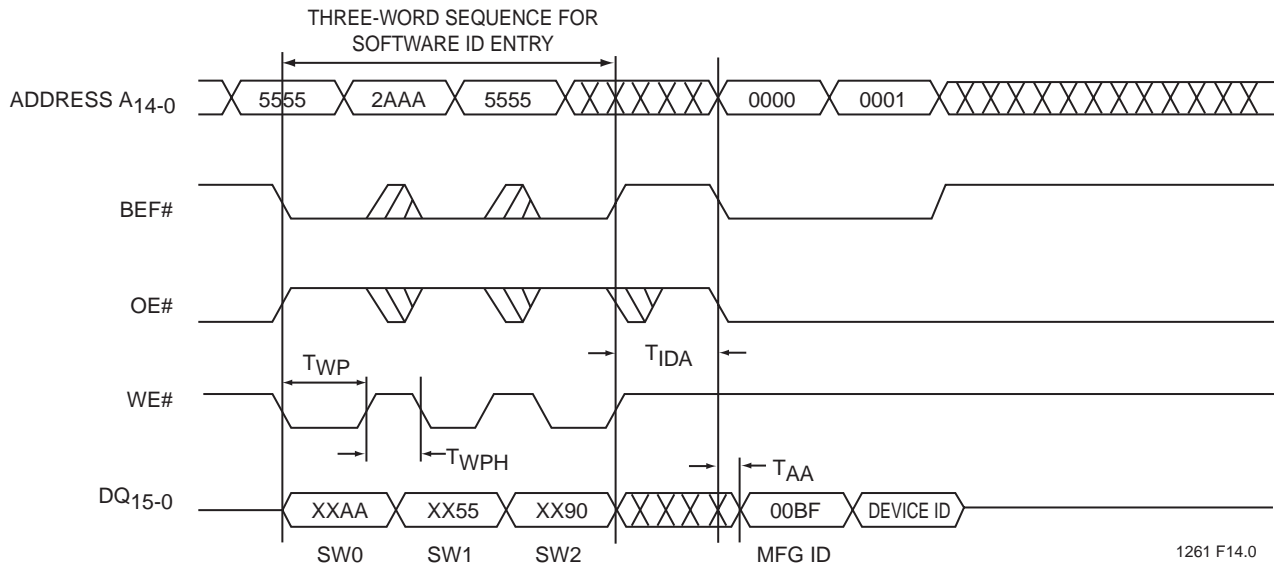 THREE-WORD SEQUENCE FOR
SOFTWARE ID ENTRY
ADDRESS A14-0
5555 2AAA 5555 0000 0001
BEF#
OE#
TWP TIDA
WE#
TWPH
TAA
DQ15-0
XXAA XX55 XX90 00BF DEVICE ID
SW0 SW1 SW2 MFG ID
1261 F14.0